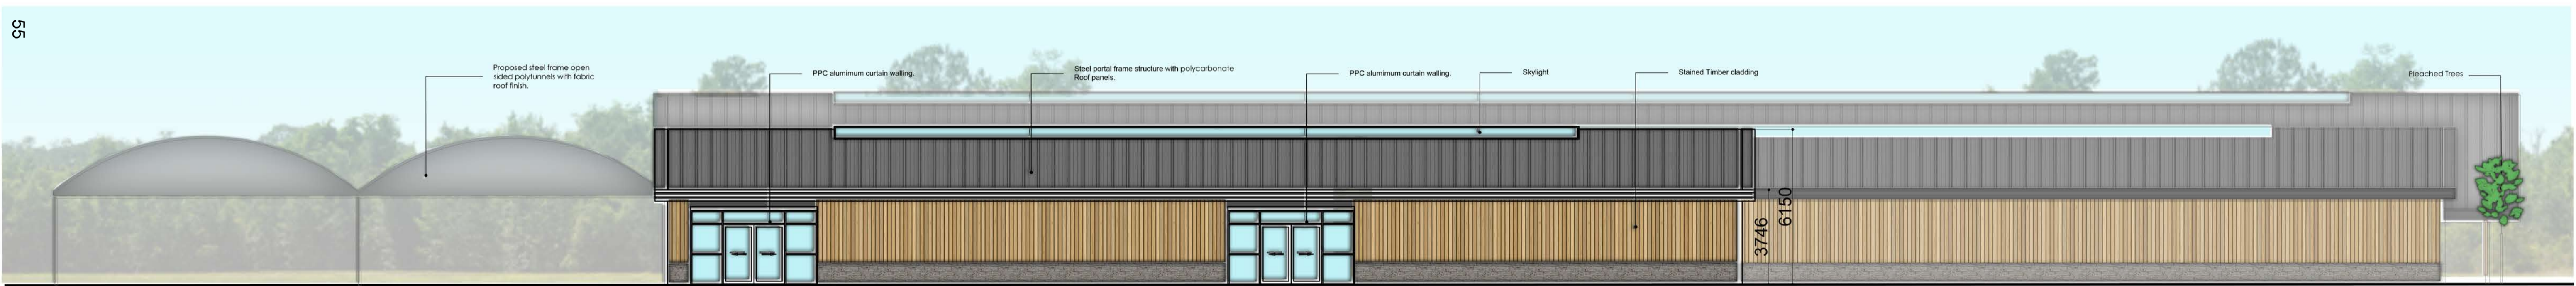 55
Proposed steel frame open
sided polytunnels with fabric
roof finish.
PPC alumimum curtain walling.
Steel portal frame structure with polycarbonate
Roof panels.
PPC alumimum curtain walling.
Skylight
Stained Timber cladding
Pleached Trees
3746
6150